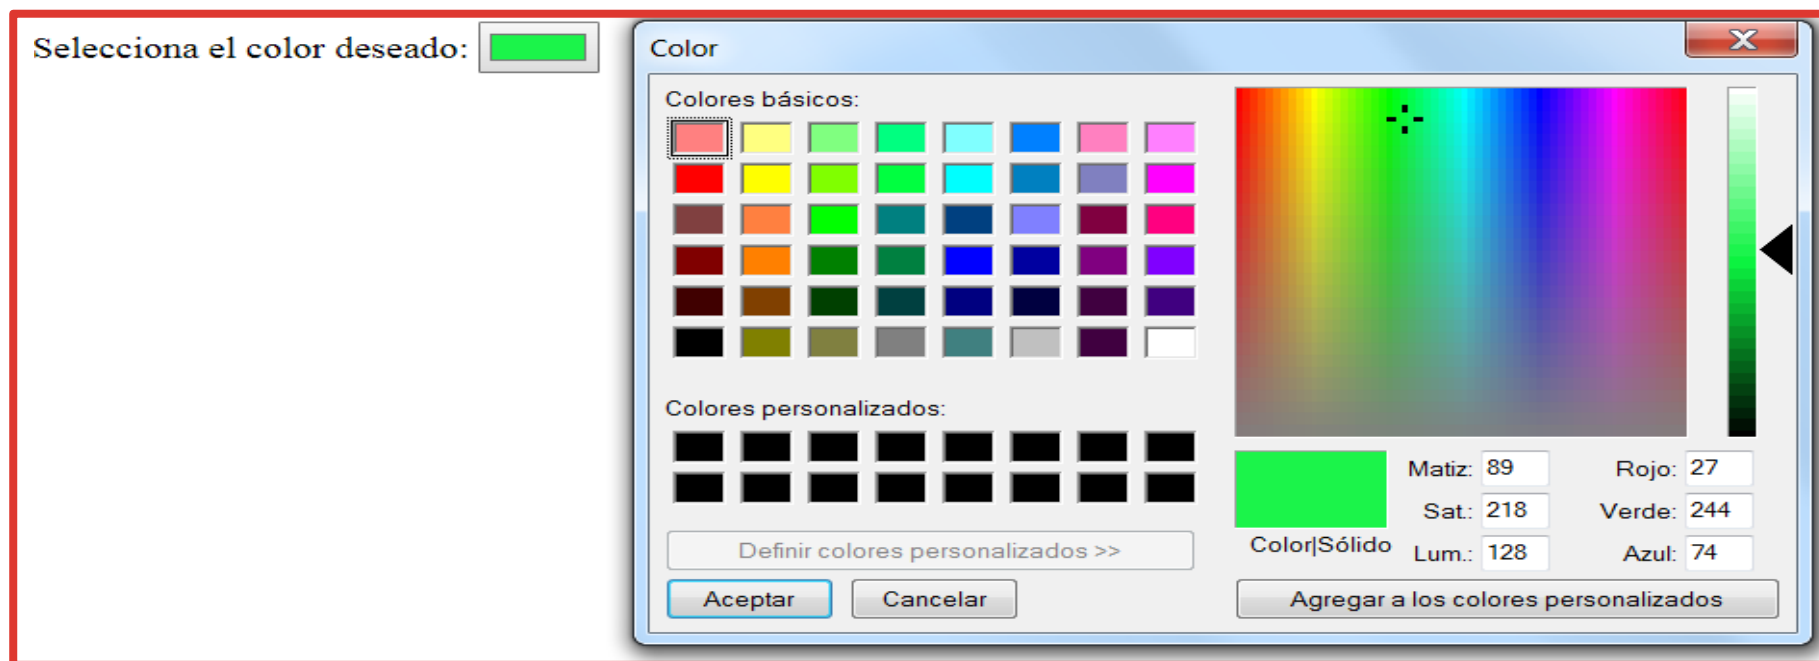 Selecciona el color deseado:
Color
Colores básicos:
Colores personalizados:
Definir colores personalizados >>
Aceptar
Cancelar
Color|Sólido
Matiz: 89
Sat.: 218
Lum.: 128
Rojo: 27
Verde: 244
Azul: 74
Agregar a los colores personalizados